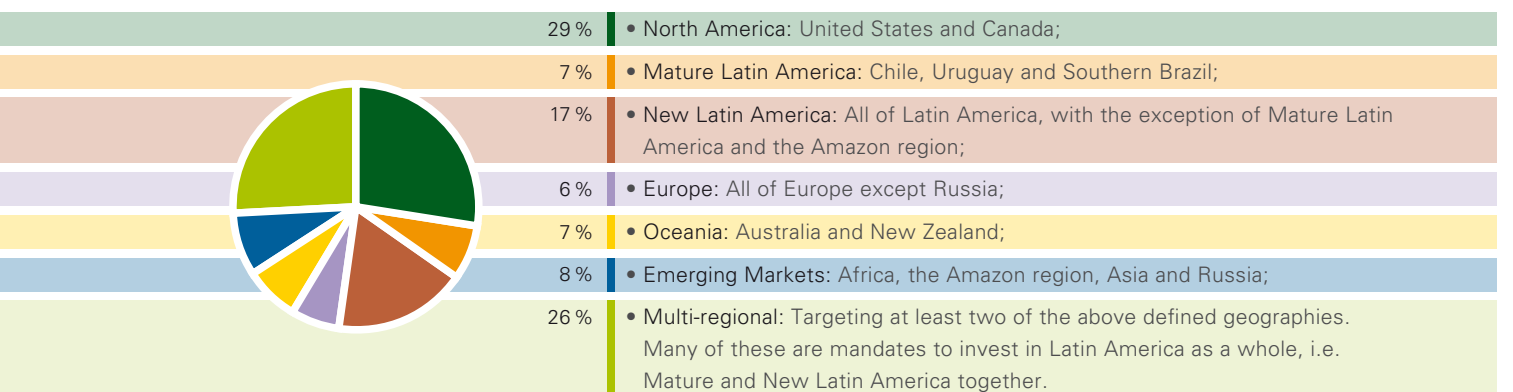 29 % • North America: United States and Canada;
7 % • Mature Latin America: Chile, Uruguay and Southern Brazil;
17 % • New Latin America: All of Latin America, with the exception of Mature Latin
America and the Amazon region;
6 % • Europe: All of Europe except Russia;
7 % • Oceania: Australia and New Zealand;
8 % • Emerging Markets: Africa, the Amazon region, Asia and Russia;
26 % • Multi-regional: Targeting at least two of the above defined geographies.
Many of these are mandates to invest in Latin America as a whole, i.e.
Mature and New Latin America together.